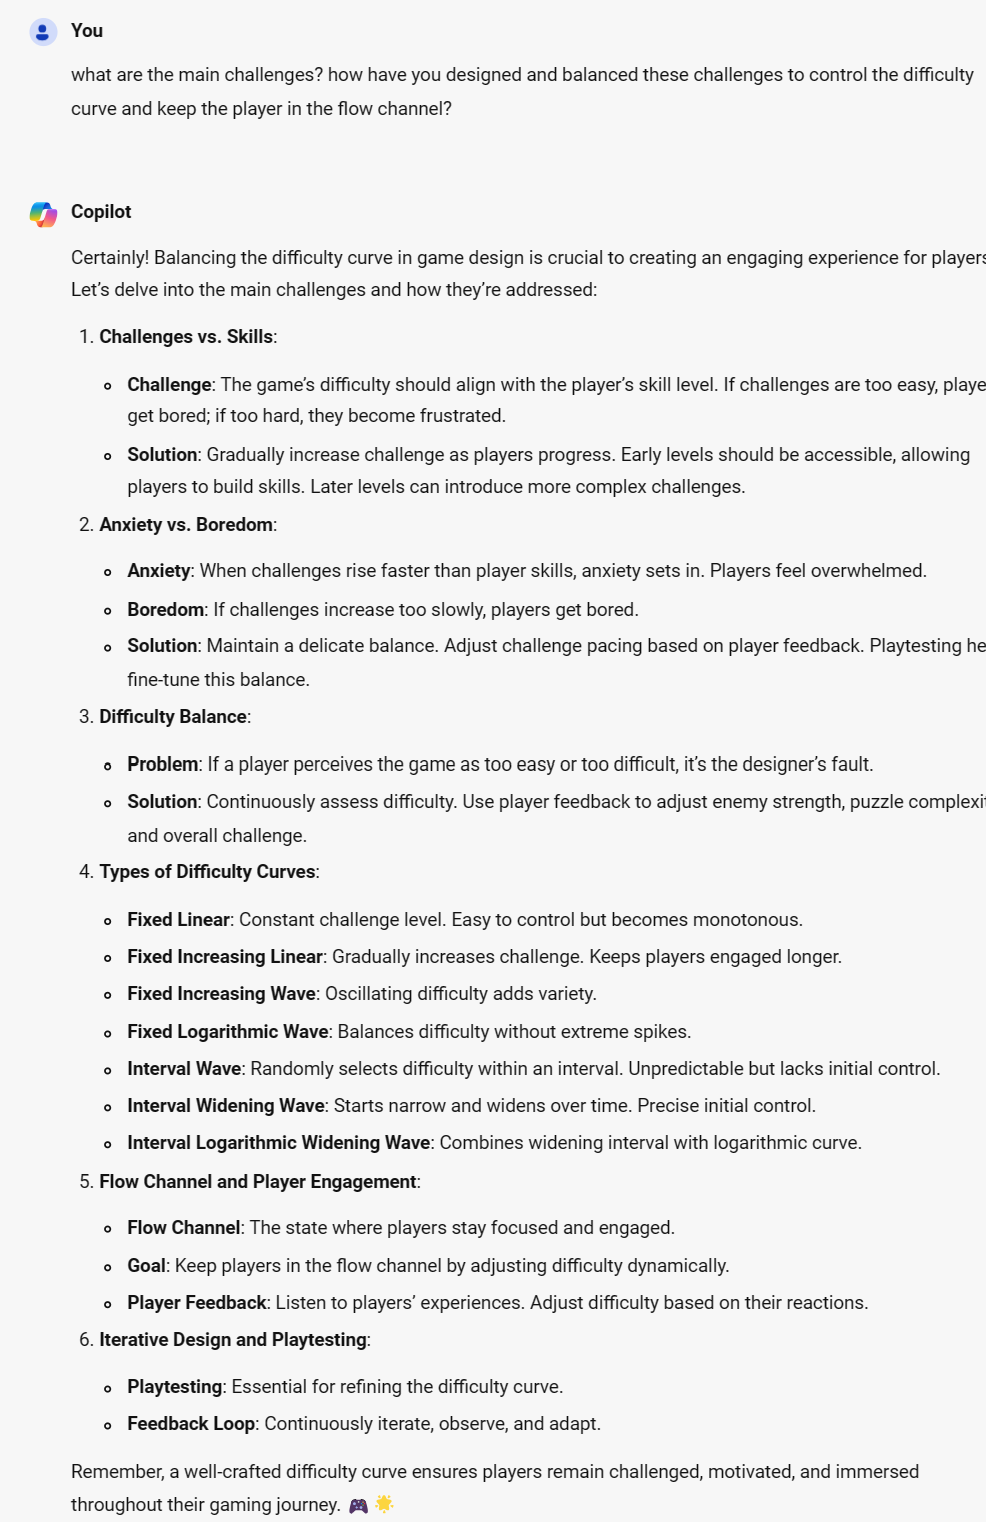 You
what are the main challenges? how have you designed and balanced these challenges to control the difficulty
curve and keep the player in the flow channel?
Copilot
Certainly! Balancing the difficulty curve in game design is crucial to creating an engaging experience for players
Let’s delve into the main challenges and how they’re addressed:
1. Challenges vs. Skills:
Challenge: The game’s difficulty should align with the player’s skill level. If challenges are too easy, playe
get bored; if too hard, they become frustrated.
Solution: Gradually increase challenge as players progress. Early levels should be accessible, allowing
players to build skills. Later levels can introduce more complex challenges.
2. Anxiety vs. Boredom:
Anxiety: When challenges rise faster than player skills, anxiety sets in. Players feel overwhelmed.
Boredom: If challenges increase too slowly, players get bored.
Solution: Maintain a delicate balance. Adjust challenge pacing based on player feedback. Playtesting he
fine-tune this balance.
3. Difficulty Balance:
Problem: If a player perceives the game as too easy or too difficult, it’s the designer’s fault.
Solution: Continuously assess difficulty. Use player feedback to adjust enemy strength, puzzle complexit
and overall challenge.
4. Types of Difficulty Curves:
Fixed Linear: Constant challenge level. Easy to control but becomes monotonous.
Fixed Increasing Linear: Gradually increases challenge. Keeps players engaged longer.
Fixed Increasing Wave: Oscillating difficulty adds variety.
Fixed Logarithmic Wave: Balances difficulty without extreme spikes.
Interval Wave: Randomly selects difficulty within an interval. Unpredictable but lacks initial control.
Interval Widening Wave: Starts narrow and widens over time. Precise initial control.
Interval Logarithmic Widening Wave: Combines widening interval with logarithmic curve.
5. Flow Channel and Player Engagement:
Flow Channel: The state where players stay focused and engaged.
Goal: Keep players in the flow channel by adjusting difficulty dynamically.
Player Feedback: Listen to players’ experiences. Adjust difficulty based on their reactions.
6. Iterative Design and Playtesting:
Playtesting: Essential for refining the difficulty curve.
Feedback Loop: Continuously iterate, observe, and adapt.
Remember, a well-crafted difficulty curve ensures players remain challenged, motivated, and immersed
throughout their gaming journey. 🎮 🌟